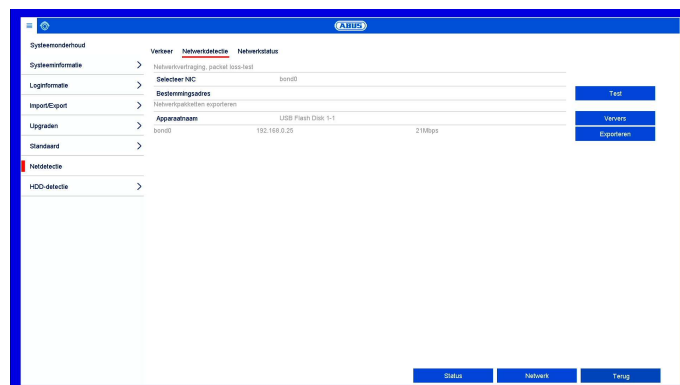 ABUS
Systeemonderhoud
Systeeminformatie
Loginformatie
Import/Export
Upgraden
Standaard
Netdetectie
HDD-detectie
Verkeer Netwerkdetectie Netwerkstatus
Netwerkvertraging, packet loss-test
Selecteer NIC bond0
Bestemmingsadres Test
Netwerkpakketten exporteren
Apparaatnaam USB Flash Disk 1-1 Ververs
bond0 192.168.0.25 21Mbps Exporteren
Status Netwerk Terug